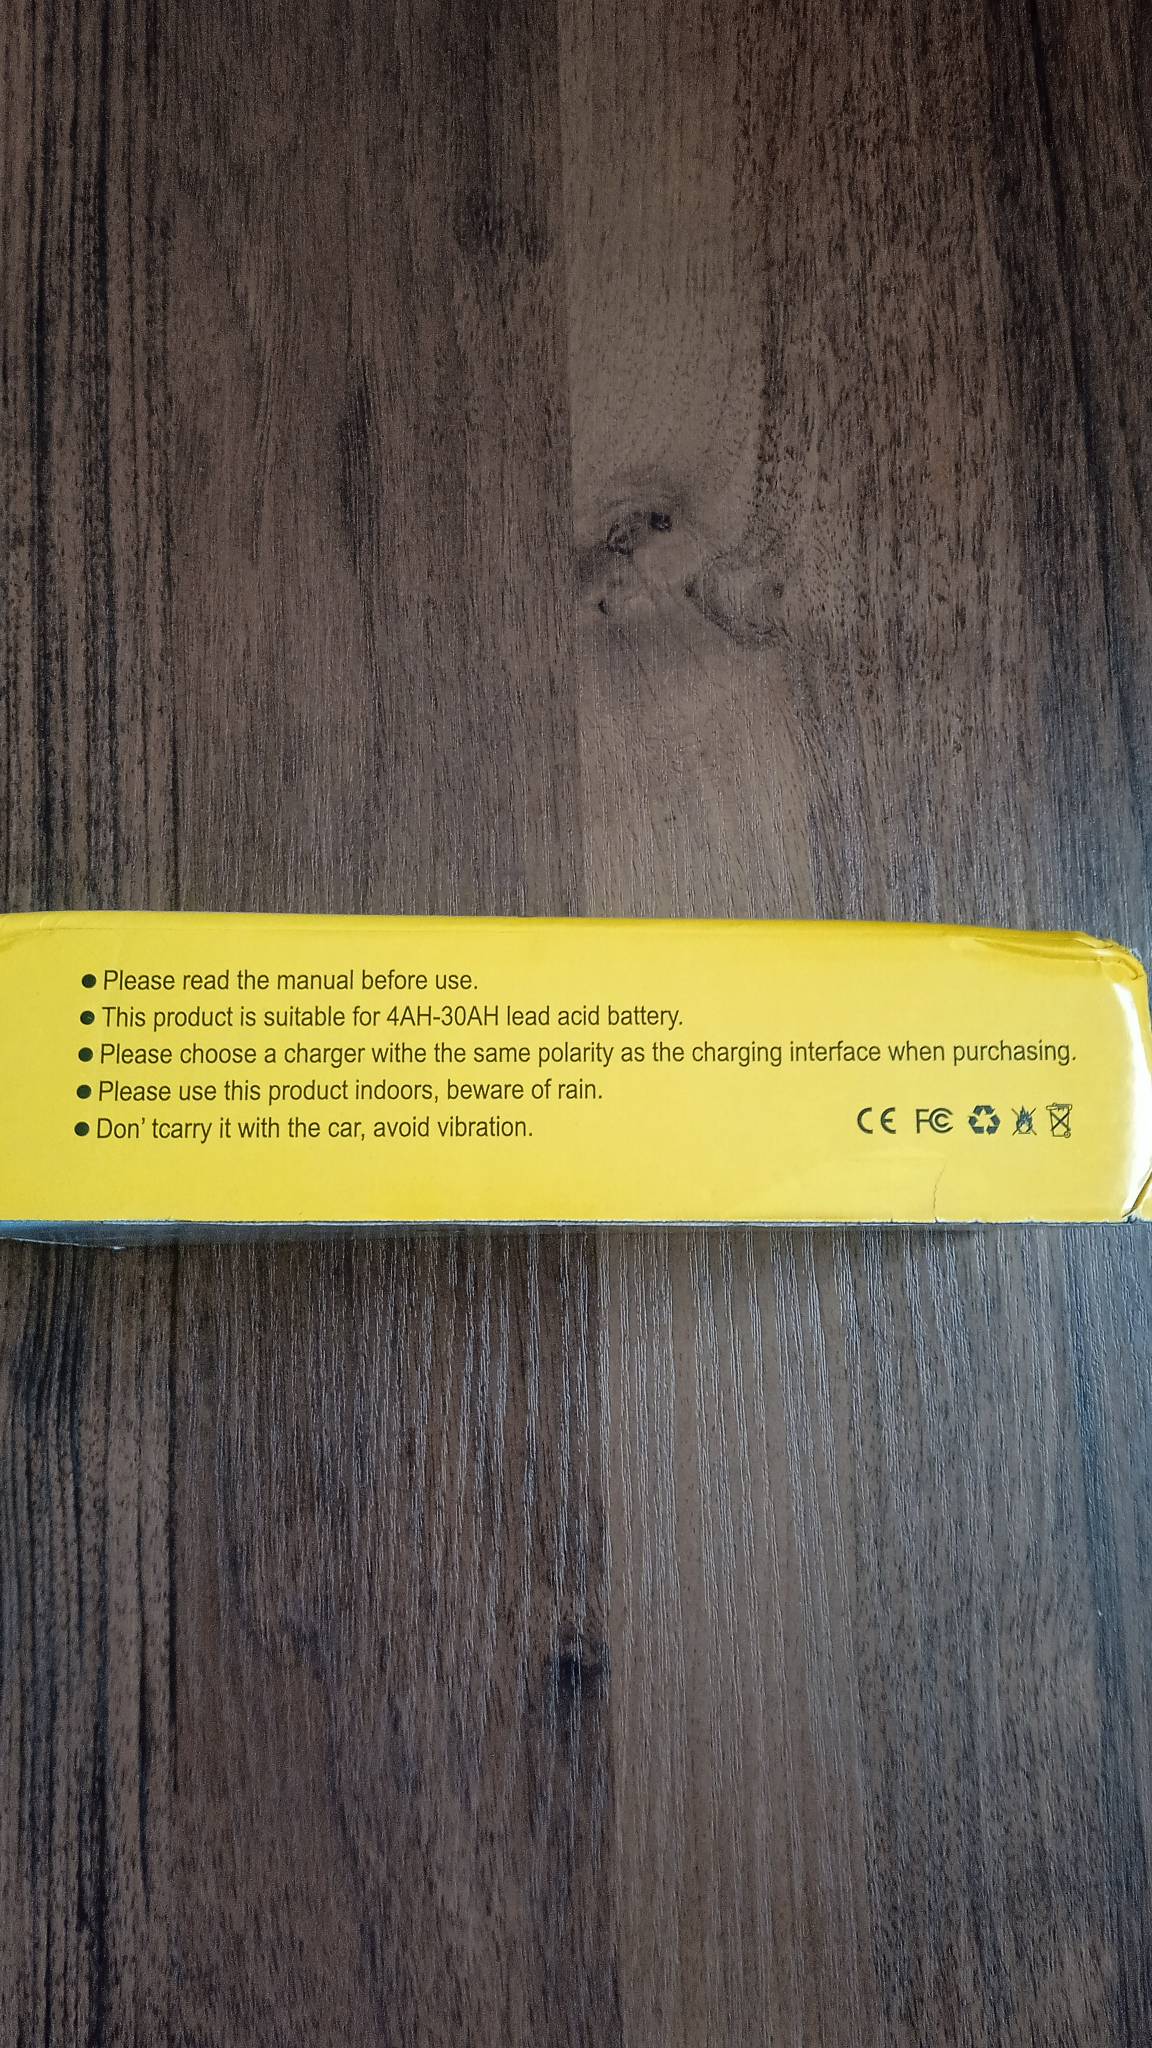 ● Please read the manual before use.
● This product is suitable for 4AH-30AH lead acid battery.
● Please choose a charger withe the same polarity as the charging interface when purchasing.
● Please use this product indoors, beware of rain.
● Don' tcarry it with the car, avoid vibration.
CE FC